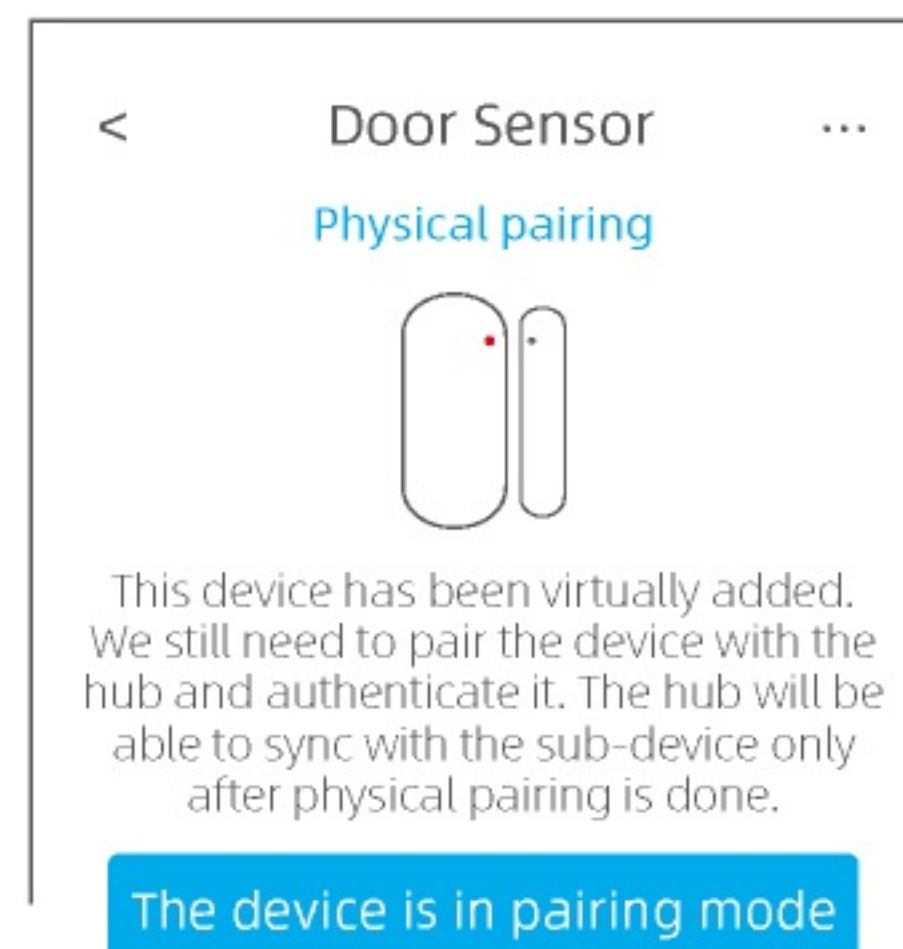 < Door Sensor ...
Physical pairing
This device has been virtually added.
We still need to pair the device with the
hub and authenticate it. The hub will be
able to sync with the sub-device only
after physical pairing is done.
The device is in pairing mode